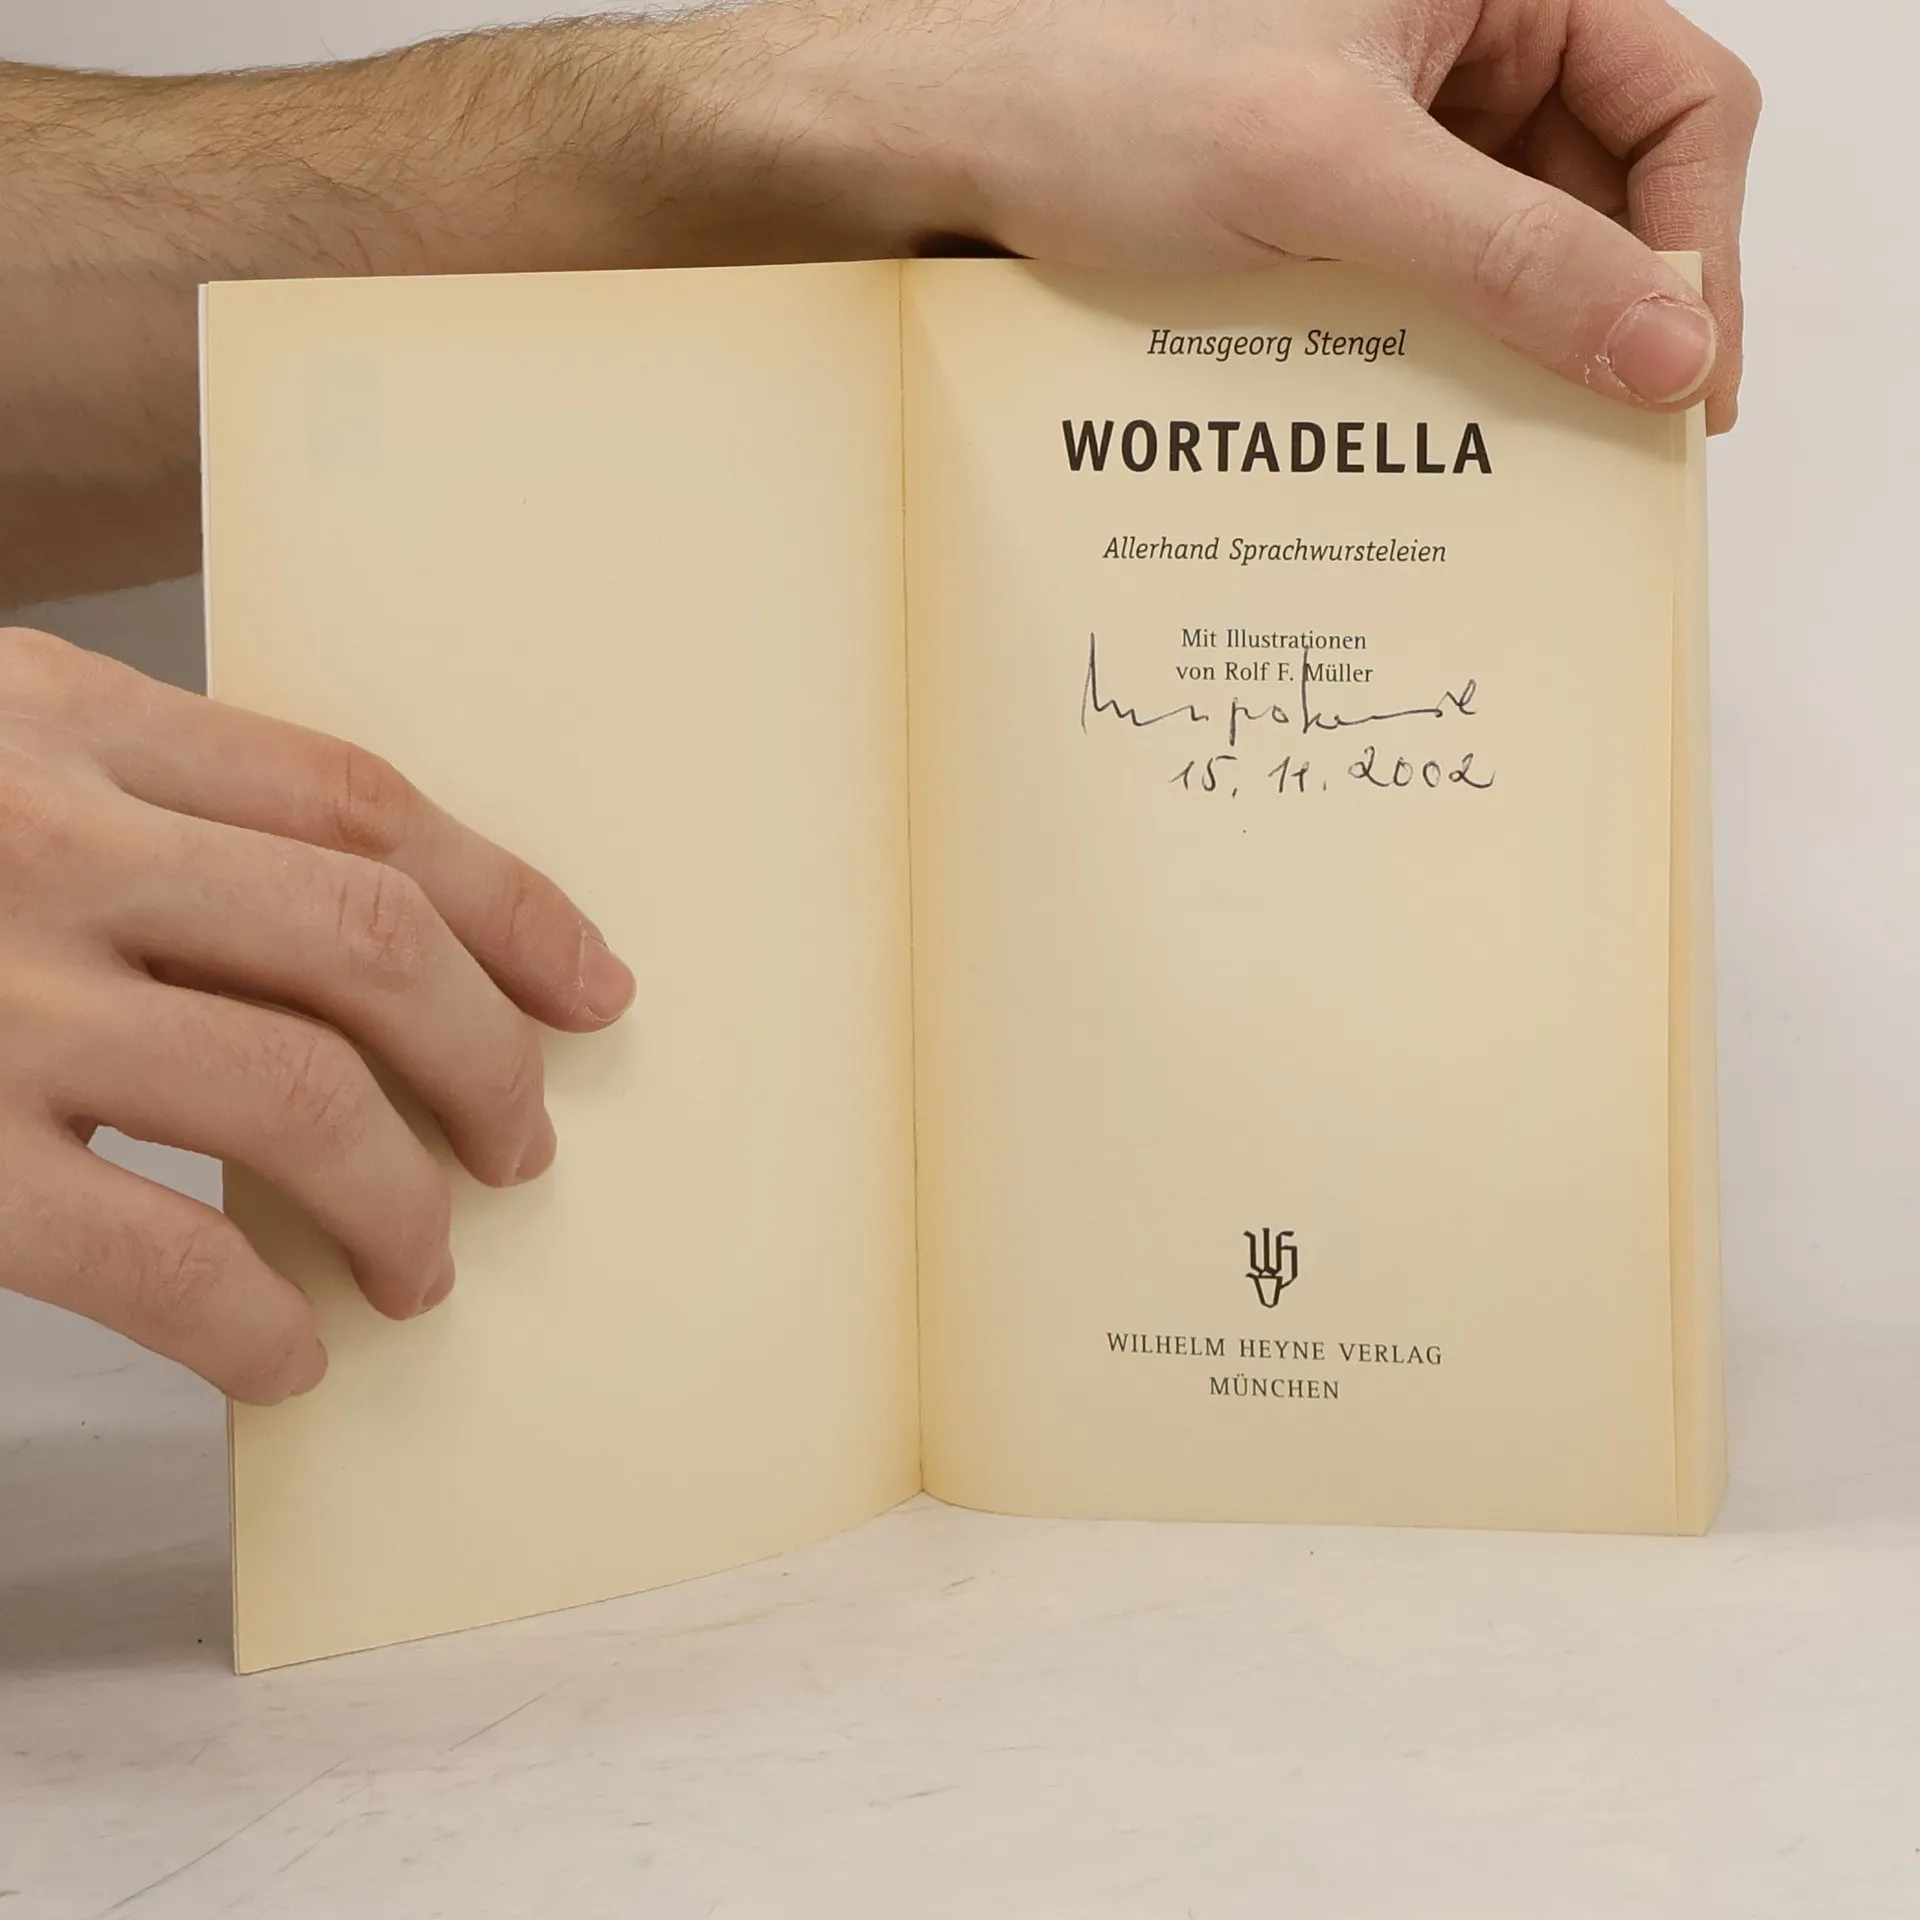 Hansgeorg Stengel
WORTADELLA
Allerhand Sprachwursteleien
Mit Illustrationen
von Rolf F. Müller
15. 11. 2002
WILHELM HEYNE VERLAG
MÜNCHEN